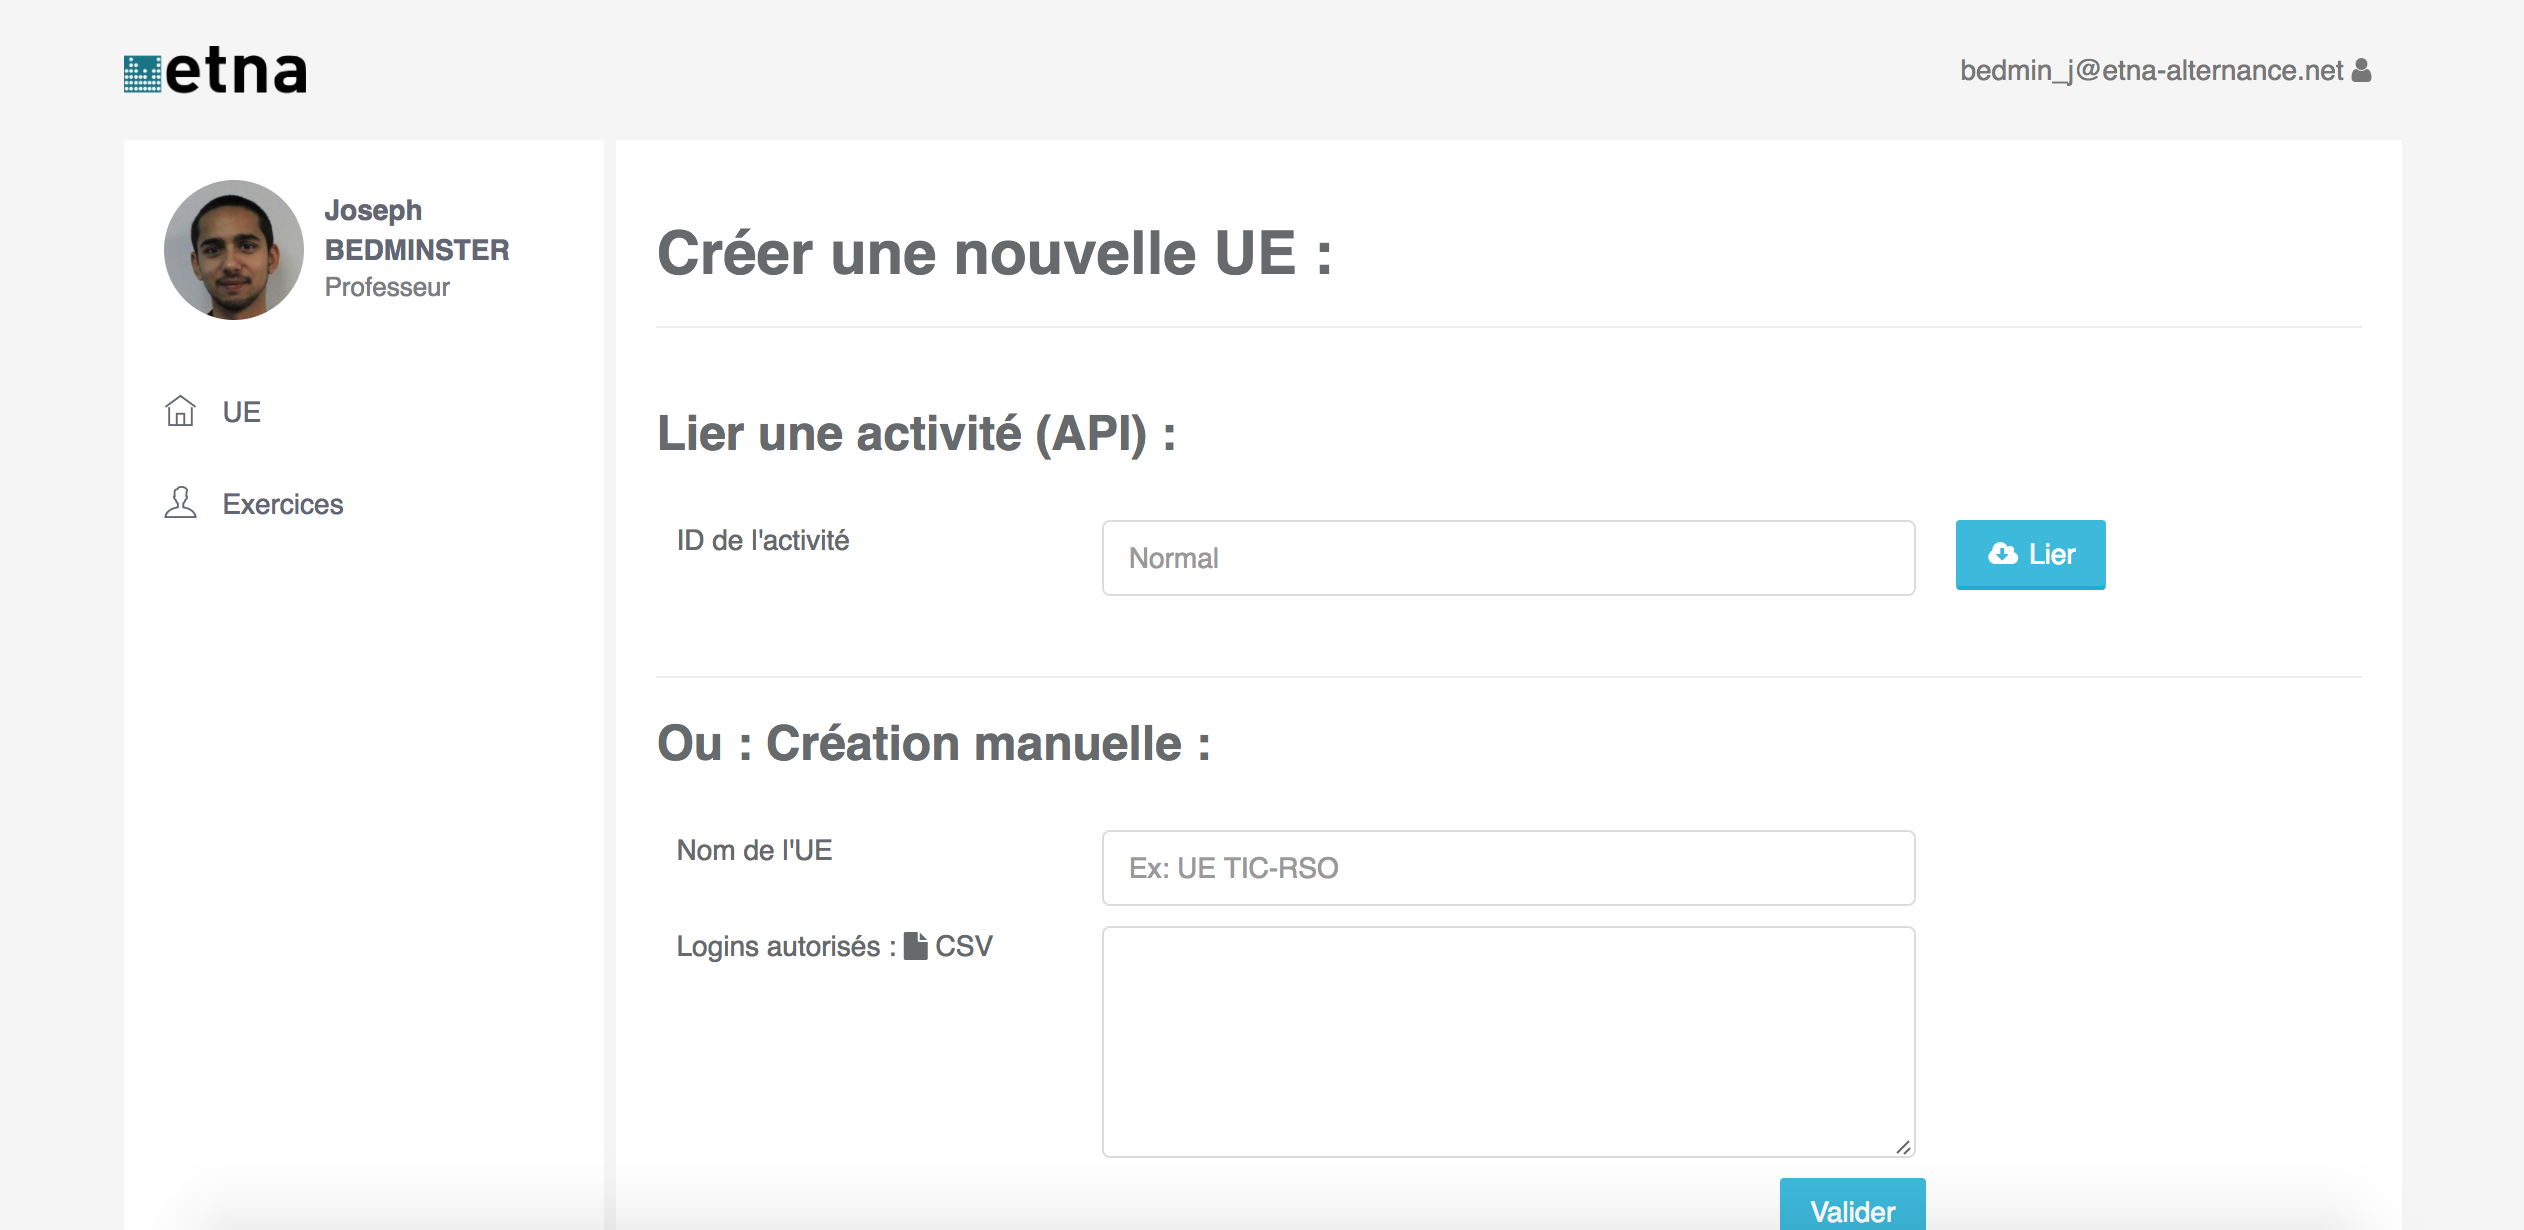 etna
bedmin_j@etna-alternance.net
Joseph
BEDMINSTER
Professeur
UE
Exercices
Créer une nouvelle UE :
Lier une activité (API) :
ID de l'activité
Normal
Lier
Ou : Création manuelle :
Nom de l'UE
Ex: UE TIC-RSO
Logins autorisés : CSV
Valider